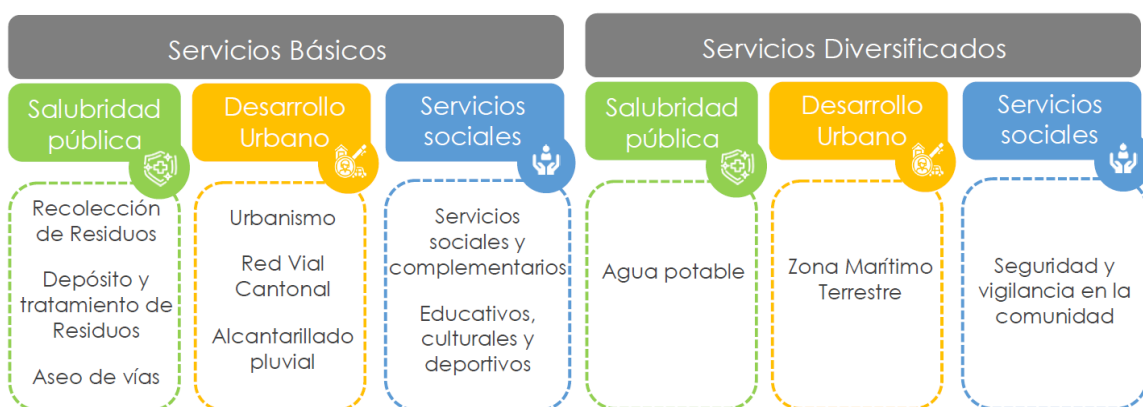 Servicios Básicos
Salubridad
pública
Desarrollo
Urbano
Servicios
sociales
Recolección
de Residuos
Depósito y
tratamiento de
Residuos
Aseo de vías
Urbanismo
Red Vial
Cantonal
Alcantarillado
pluvial
Servicios
sociales y
complementarios
Educativos,
culturales y
deportivos
Servicios Diversificados
Salubridad
pública
Desarrollo
Urbano
Servicios
sociales
Agua potable
Zona Marítimo
Terrestre
Seguridad y
vigilancia en la
comunidad